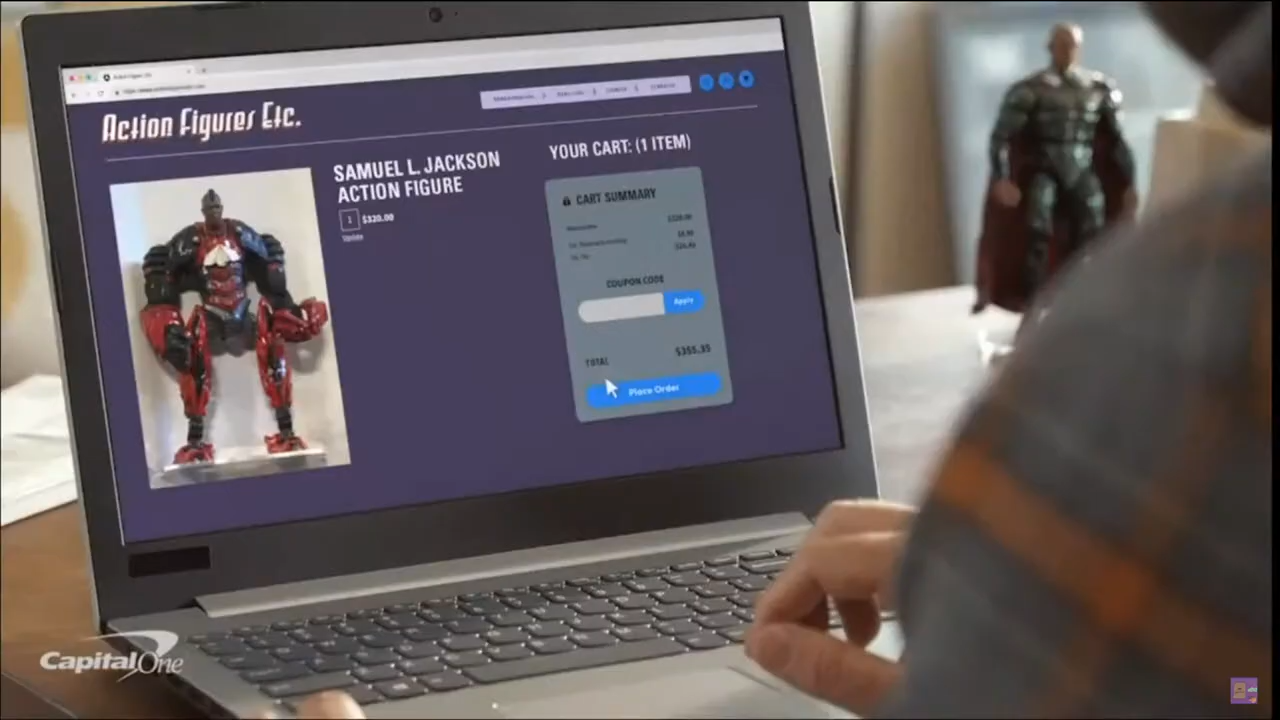 Action Figures Etc.
SAMUEL L. JACKSON
ACTION FIGURE
1 $320.00
Update
YOUR CART: (1 ITEM)
CART SUMMARY
COUPON CODE
Apply
TOTAL $355.35
Place Order
Capital One